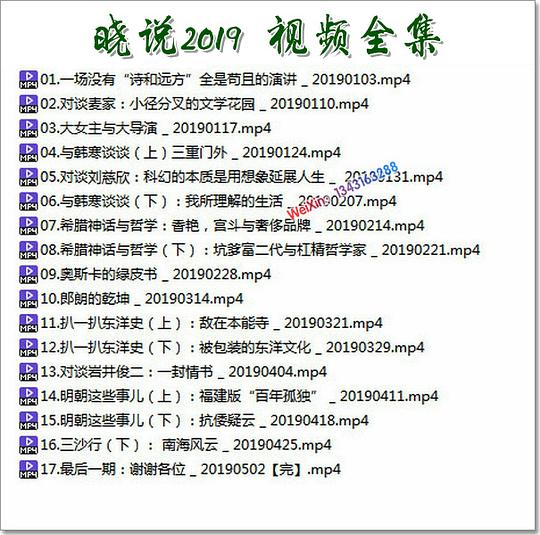 晓说2019 视频全集
01.一场没有“诗和远方”全是苟且的演讲 _ 20190103.mp4
02.对谈麦家：小径分叉的文学花园 _ 20190110.mp4
03.大女主与大导演 _ 20190117.mp4
04.与韩寒谈谈（上）三重门外 _ 20190124.mp4
05.对谈刘慈欣：科幻的本质是用想象延展人生 _ 20190131.mp4
WeiXin: 1343163288
06.与韩寒谈谈（下）：我所理解的生活 _ 20190207.mp4
07.希腊神话与哲学：香艳，宫斗与奢侈品牌 _ 20190214.mp4
08.希腊神话与哲学（下）：坑爹富二代与杠精哲学家 _ 20190221.mp4
09.奥斯卡的绿皮书 _ 20190228.mp4
10.郎朗的乾坤 _ 20190314.mp4
11.扒一扒东洋史（上）：敌在本能寺 _ 20190321.mp4
12.扒一扒东洋史（下）：被包装的东洋文化 _ 20190329.mp4
13.对谈岩井俊二：一封情书 _ 20190404.mp4
14.明朝这些事儿（上）：福建版“百年孤独” _ 20190411.mp4
15.明朝这些事儿（下）：抗倭疑云 _ 20190418.mp4
16.三沙行（下）： 南海风云 _ 20190425.mp4
17.最后一期：谢谢各位 _ 20190502【完】.mp4